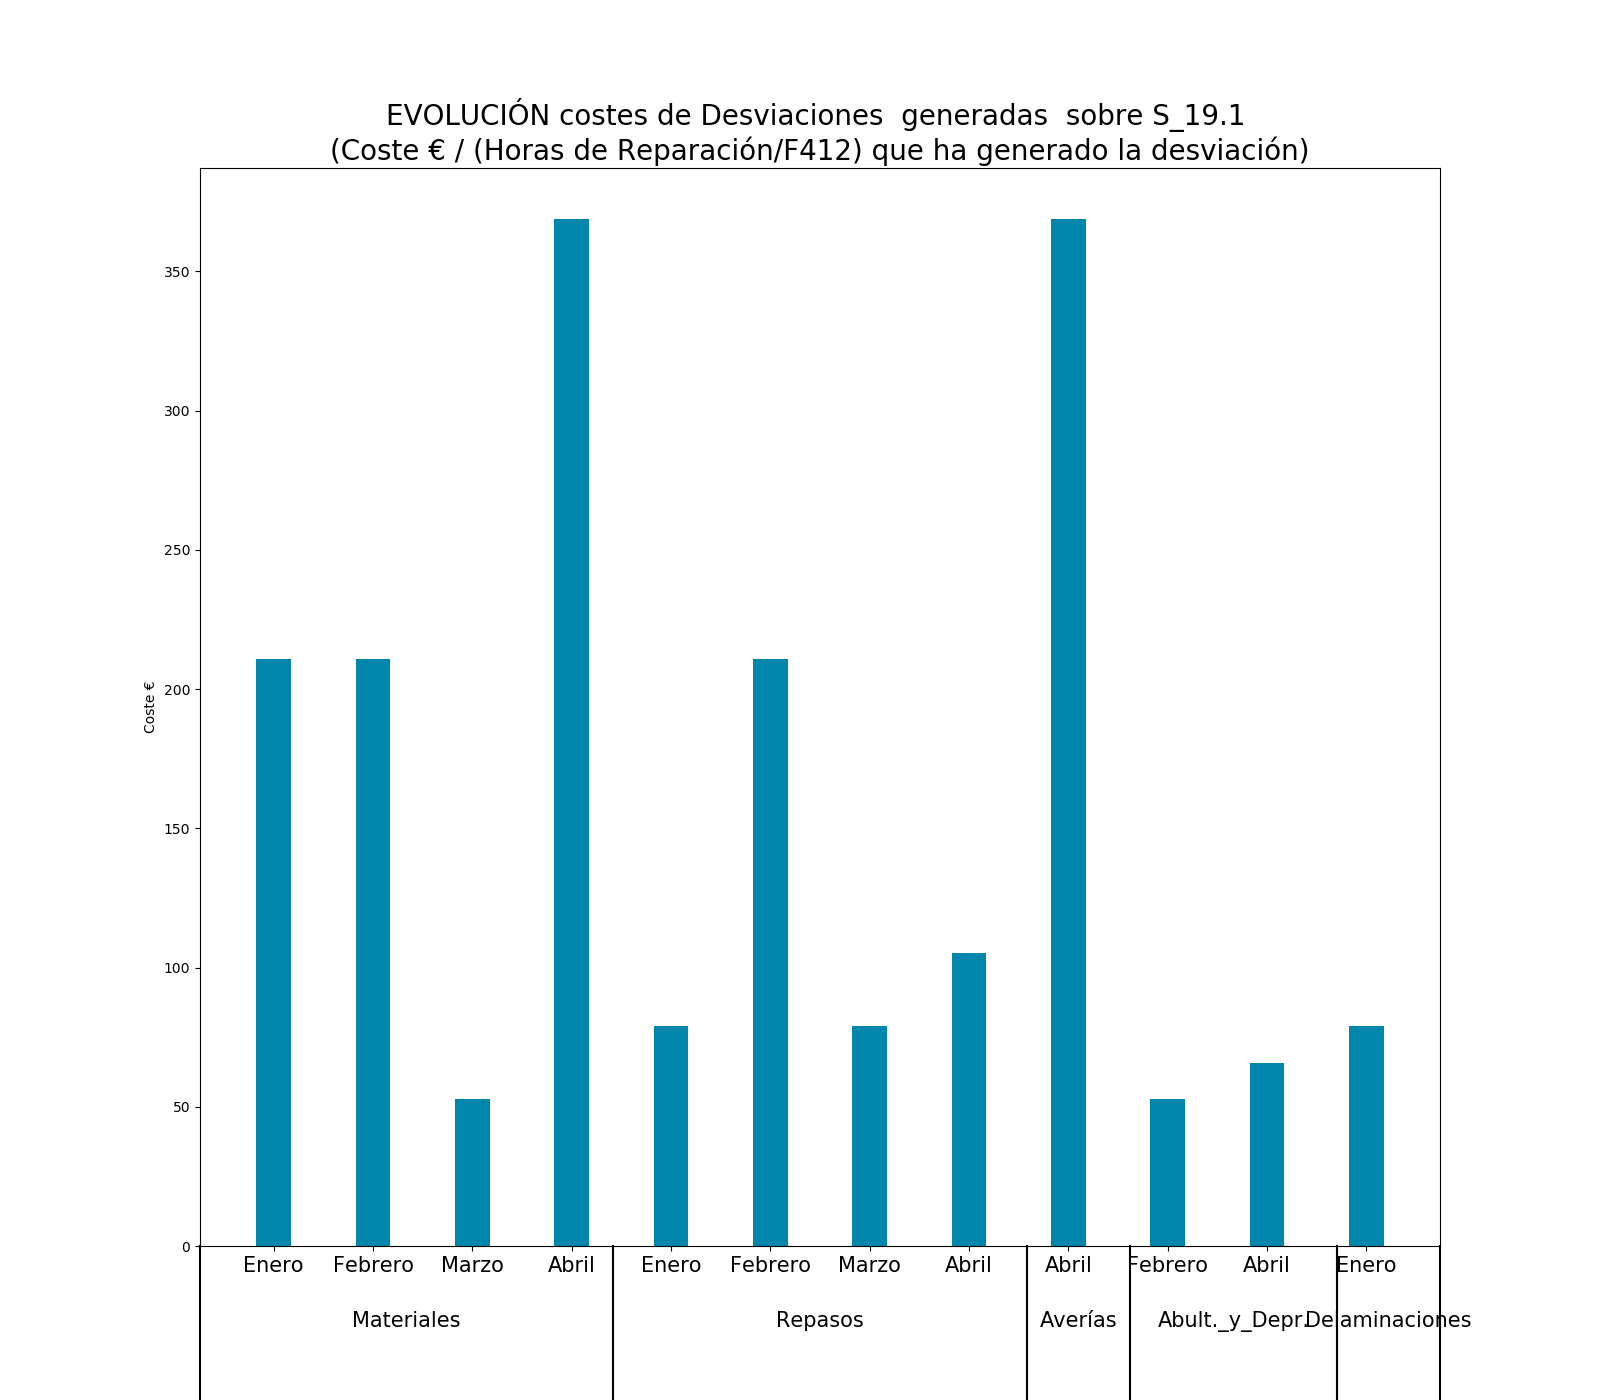 EVOLUCIÓN costes de Desviaciones  generadas  sobre S_19.1
(Coste € / (Horas de Reparación/F412) que ha generado la desviación)
350
300
250
200
150
100
50
0
Coste €
Enero Febrero Marzo Abril Enero Febrero Marzo Abril Abril Febrero Abril Enero
Materiales Repasos Averías Abult._y_Depr. Delaminaciones